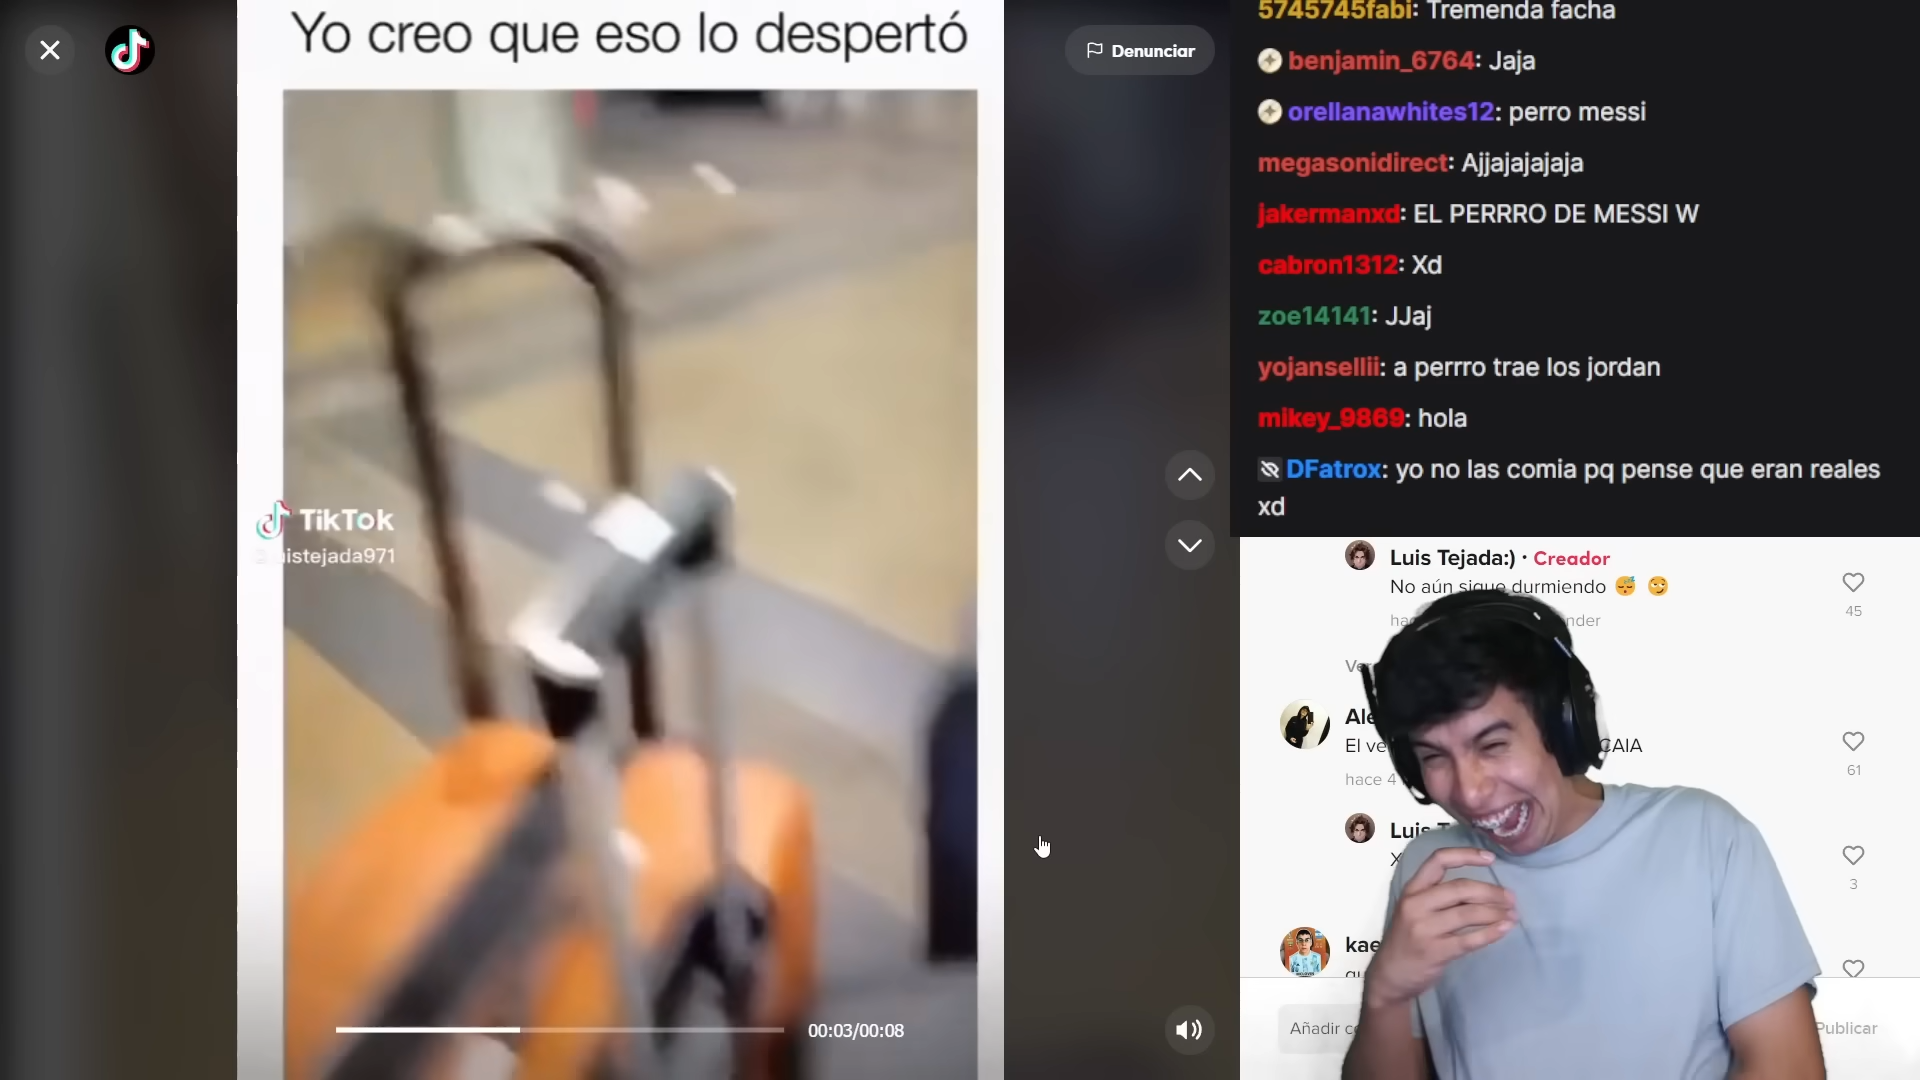 Yo creo que eso lo despertó
Denunciar
TikTok
uistejada971
00:03/00:08
5745745fabi: Tremenda facha
benjamin_6764: Jaja
orellanawhites12: perro messi
megasonidirect: Ajjajajajaja
jakermanxd: EL PERRRO DE MESSI W
cabron1312: Xd
zoe14141: JJaj
yojansellii: a perrro trae los jordan
mikey_9869: hola
DFatrox: yo no las comia pq pense que eran reales
xd
Luis Tejada:) · Creador
No aún sigue durmiendo 😴 😏
45
El ve
CAIA
hace 4
61
Luis T
X
3
kae
Añadir c
Publicar